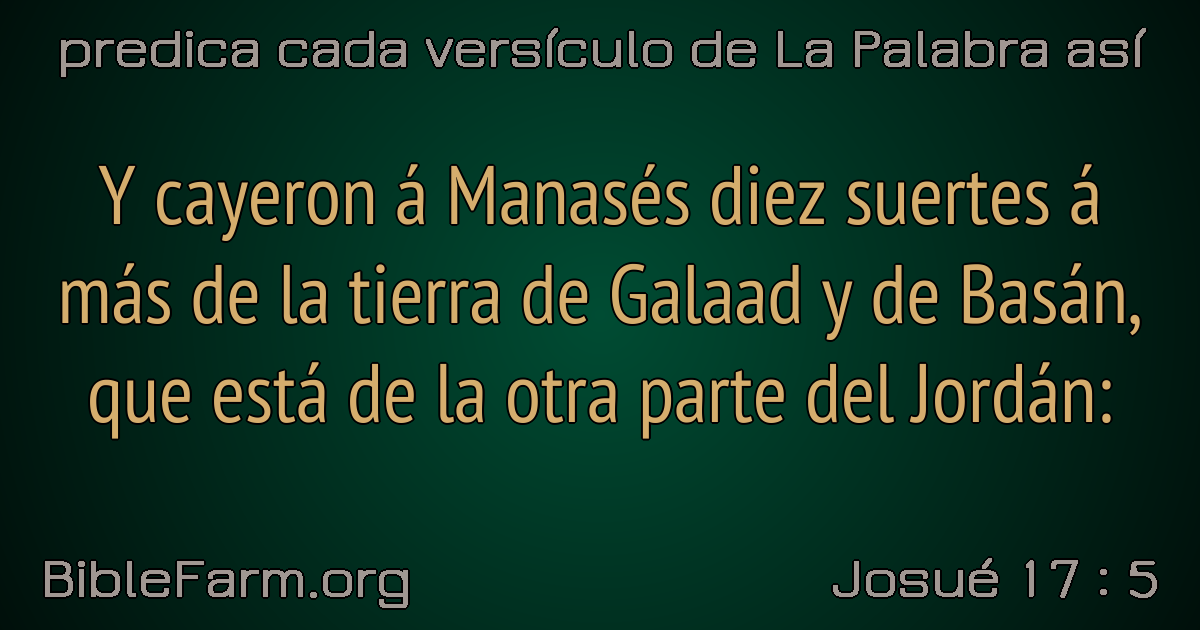 predica cada versículo de La Palabra así
Y cayeron á Manasés diez suertes á
más de la tierra de Galaad y de Basán,
que está de la otra parte del Jordán:
BibleFarm.org
Josué 17 : 5